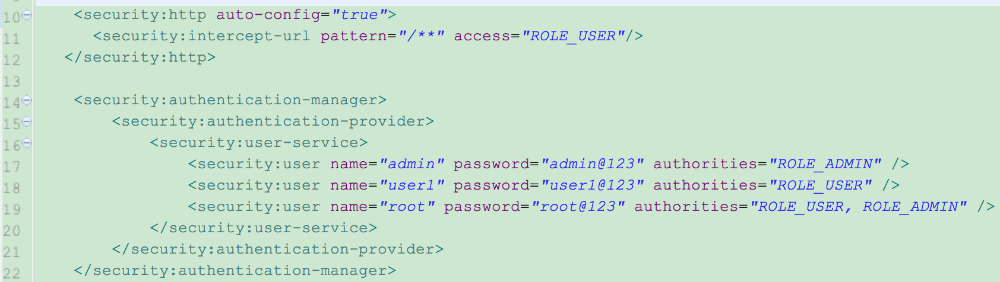 10 <security:http auto-config="true">
11 <security:intercept-url pattern="/**" access="ROLE_USER"/>
12 </security:http>
13
14 <security:authentication-manager>
15 <security:authentication-provider>
16 <security:user-service>
17 <security:user name="admin" password="admin@123" authorities="ROLE_ADMIN" />
18 <security:user name="user1" password="user1@123" authorities="ROLE_USER" />
19 <security:user name="root" password="root@123" authorities="ROLE_USER, ROLE_ADMIN" />
20 </security:user-service>
21 </security:authentication-provider>
22 </security:authentication-manager>